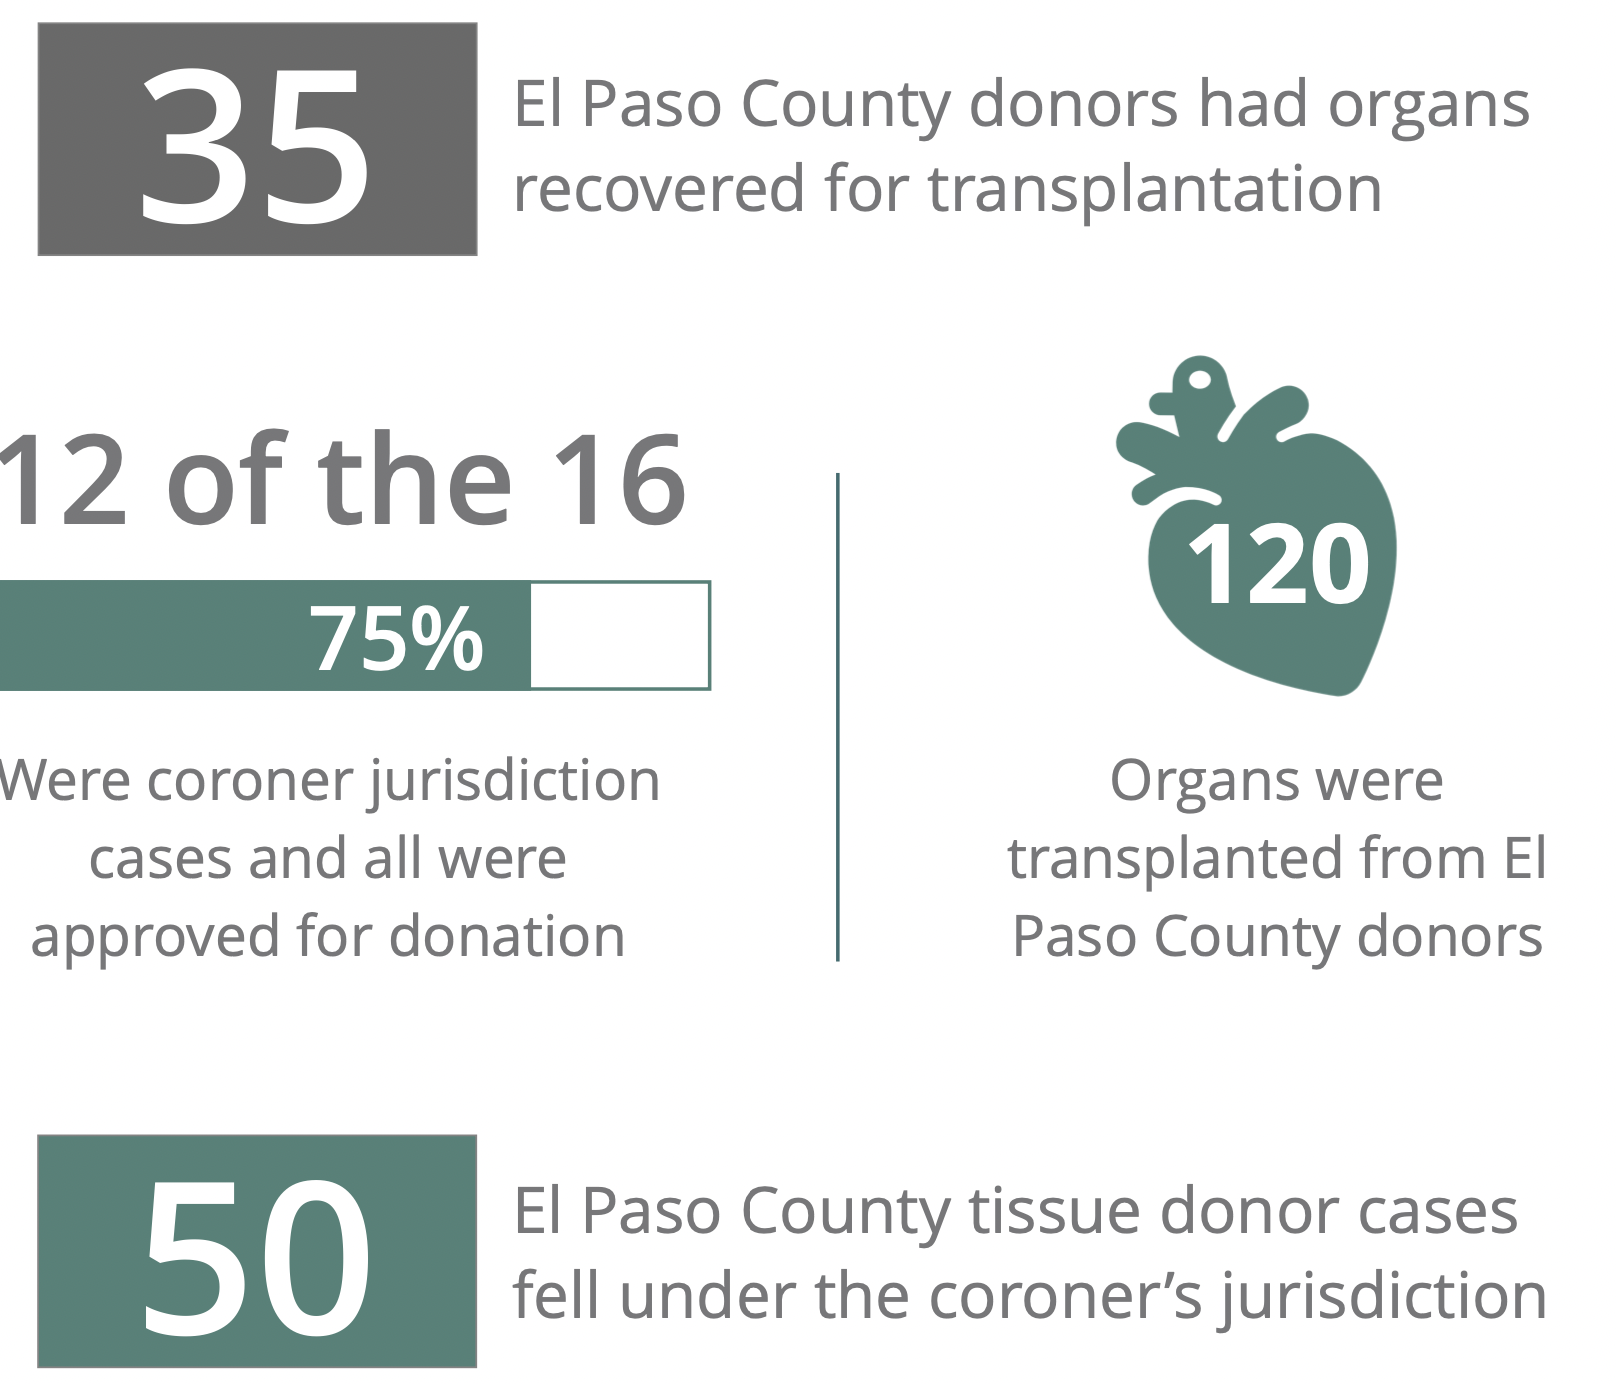 35
El Paso County donors had organs
recovered for transplantation
12 of the 16
75%
Were coroner jurisdiction
cases and all were
approved for donation
120
Organs were
transplanted from El
Paso County donors
50
El Paso County tissue donor cases
fell under the coroner’s jurisdiction